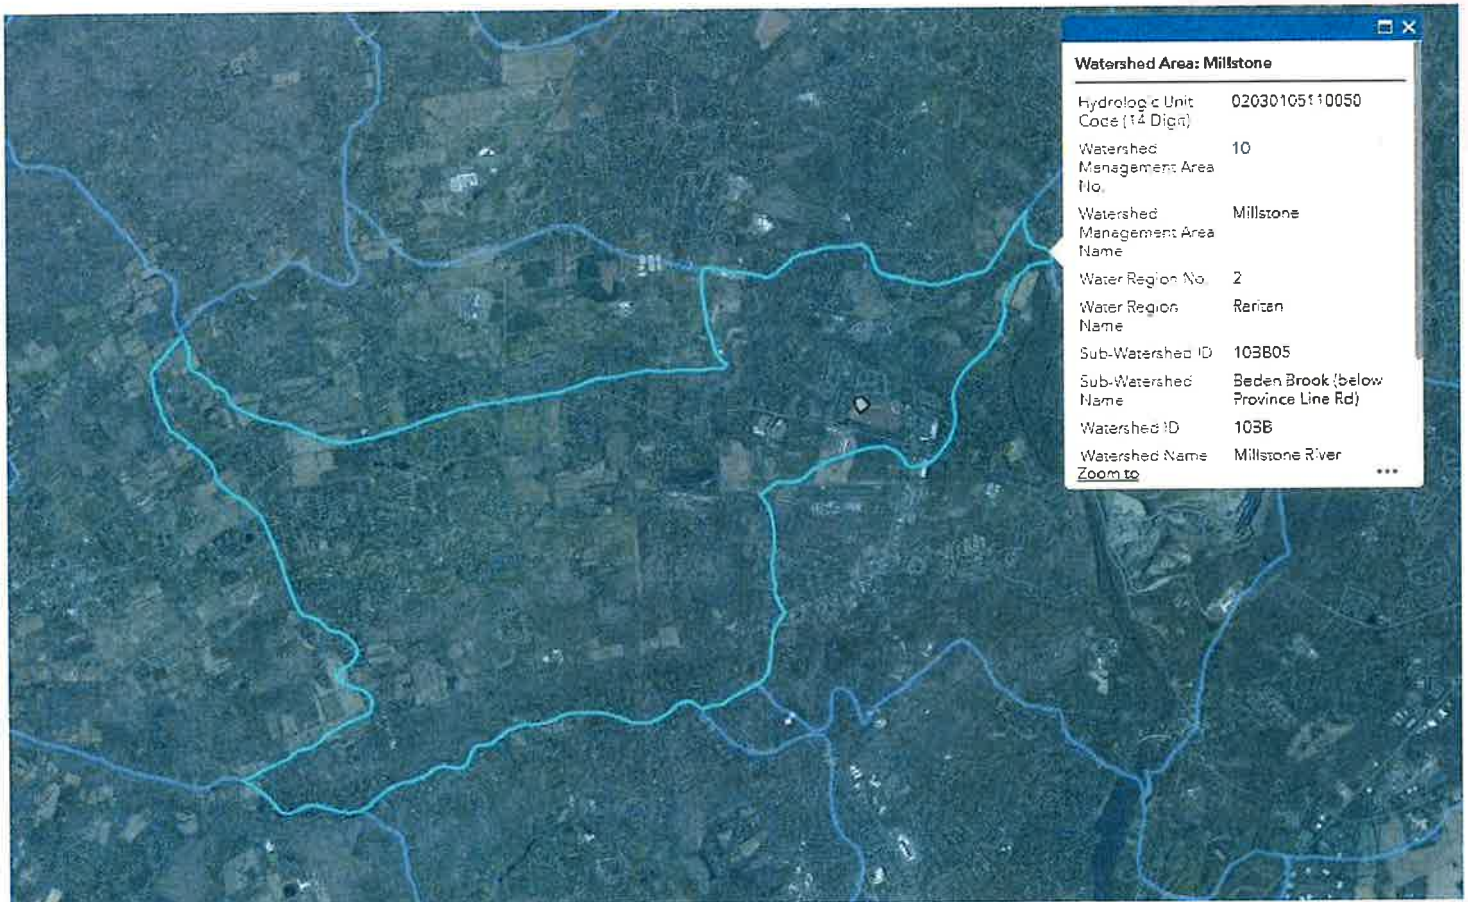 Watershed Area: Millstone
Hydrologic Unit 02030105110050
Code (14 Digit)
Watershed 10
Management Area
No.
Watershed Millstone
Management Area
Name
Water Region No. 2
Water Region Raritan
Name
Sub-Watershed ID 10BB05
Sub-Watershed Beden Brook (below
Name Province Line Rd)
Watershed ID 10BB
Watershed Name Millstone River
Zoom to